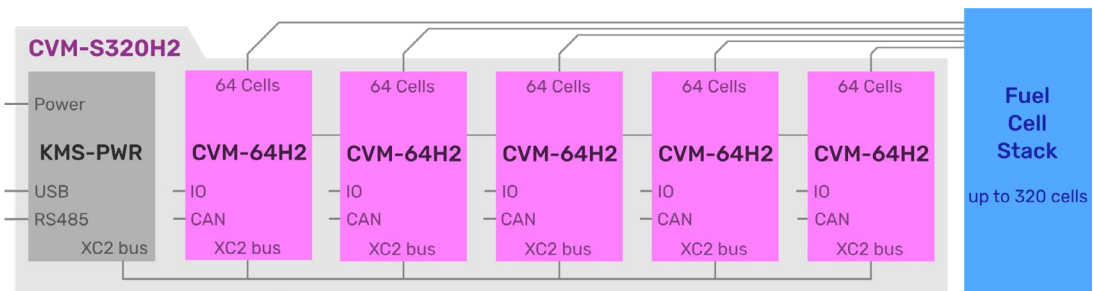 CVM-S320H2
Power
KMS-PWR
USB
RS485
XC2 bus
64 Cells
CVM-64H2
IO
CAN
XC2 bus
64 Cells
CVM-64H2
IO
CAN
XC2 bus
64 Cells
CVM-64H2
IO
CAN
XC2 bus
64 Cells
CVM-64H2
IO
CAN
XC2 bus
64 Cells
CVM-64H2
IO
CAN
XC2 bus
Fuel
Cell
Stack
up to 320 cells